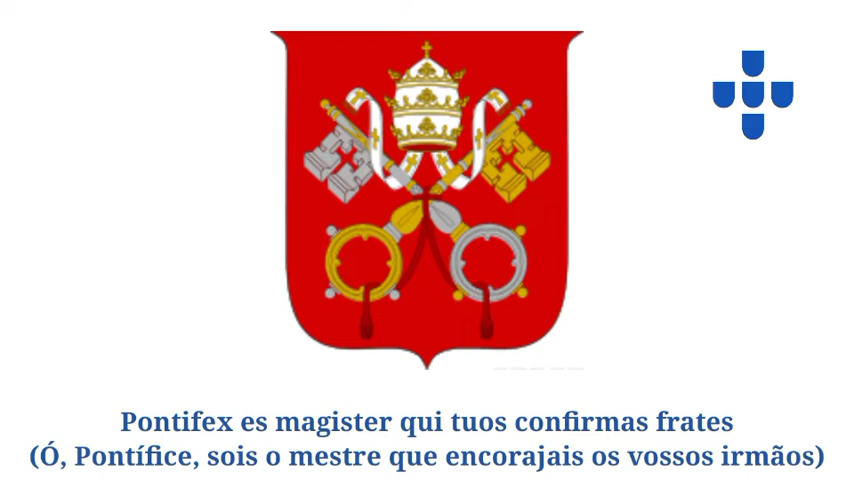 Pontifex es magister qui tuos confirmas frates
(Ó, Pontífice, sois o mestre que encorajais os vossos irmãos)